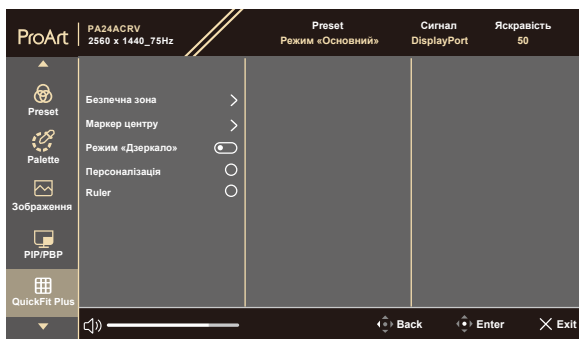 ProArt
PA24ACRV
2560 x 1440_75Hz
Preset
Режим «Основний»
Сигнал
DisplayPort
Яскравість
50
Preset
Palette
Зображення
PIP/PBP
QuickFit Plus
Безпечна зона
Маркер центру
Режим «Дзеркало»
Персоналізація
Ruler
Back
Enter
Exit